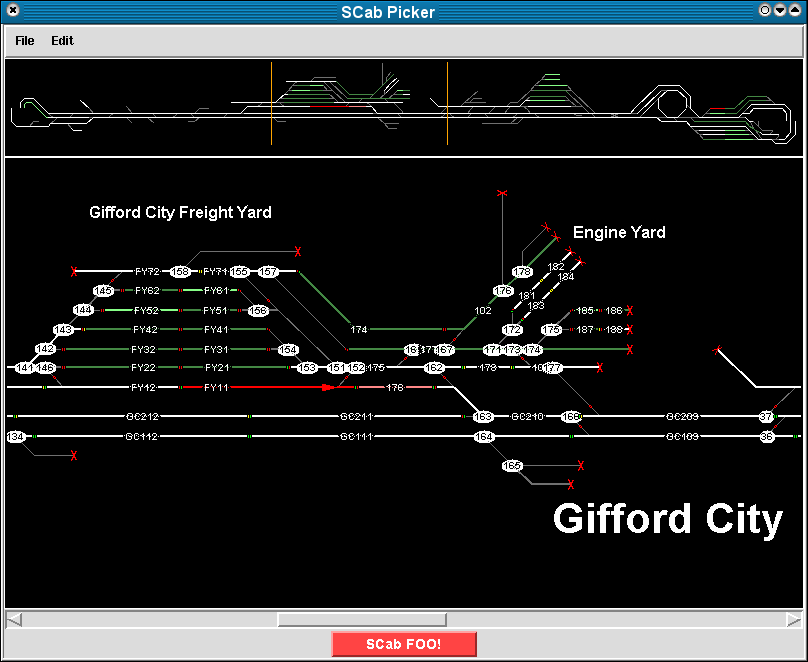 SCab Picker
File Edit
Gifford City Freight Yard
Engine Yard
FY72 158 FY71 155 157 178 182
184
145 FY62 FY61 176 181
183
144 FY52 FY51 156 102 185 186
143 FY42 FY41 174 172 175 187 188
142 FY32 FY31 154 167 171 173 174
141 146 FY22 FY21 153 151 152 175 162 178 177
FY12 FY11 176
GC212 GC211 163 GC210 168 GC209 37
134 GC112 GC111 164 GC109 36
165
Gifford City
SCab FOO!